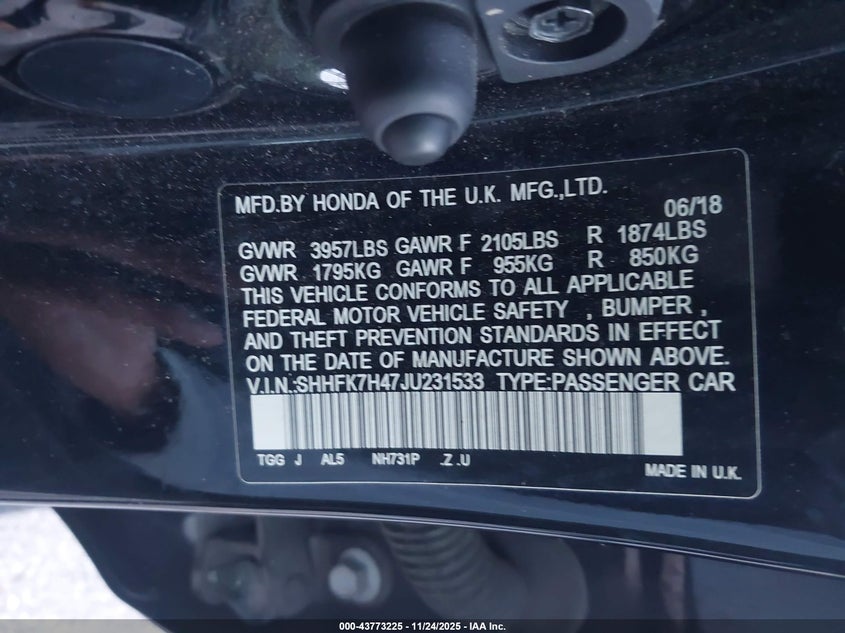 MFD.BY HONDA OF THE U.K. MFG.,LTD.
06/18
GVWR 3957LBS GAWR F 2105LBS R 1874LBS
GVWR 1795KG GAWR F 955KG R 850KG
THIS VEHICLE CONFORMS TO ALL APPLICABLE
FEDERAL MOTOR VEHICLE SAFETY , BUMPER ,
AND THEFT PREVENTION STANDARDS IN EFFECT
ON THE DATE OF MANUFACTURE SHOWN ABOVE.
V.I.N.:SHHFK7H47JU231533 TYPE:PASSENGER CAR
TGG J AL5 NH731P .Z .U
MADE IN U.K.
000-43773225 - 11/24/2025 - IAA Inc.